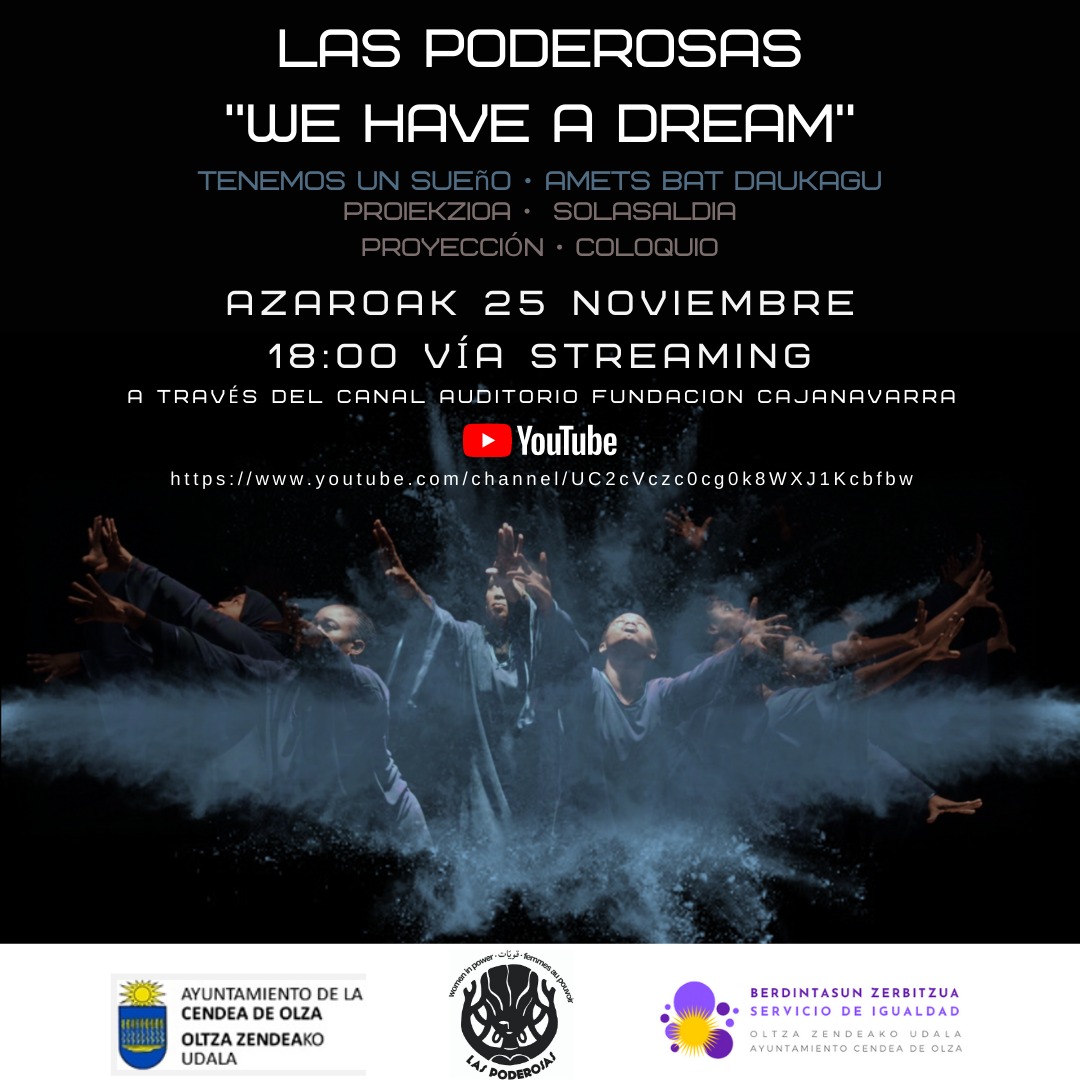 LAS PODEROSAS
"WE HAVE A DREAM"
TENEMOS UN SUEñO • AMETS BAT DAUKAGU
PROIEKZIOA • SOLASALDIA
PROYECCIÓN • COLOQUIO
AZAROAK 25 NOVIEMBRE
18:00 VÍA STREAMING
A TRAVÉS DEL CANAL AUDITORIO FUNDACION CAJANAVARRA
YouTube
https://www.youtube.com/channel/UC2cVczc0cg0k8WXJ1Kcbfbw
AYUNTAMIENTO DE LA
CENDEA DE OLZA
OLTZA ZENDEAKO
UDALA
women in power · قويّات · femmes au pouvoir
LAS PODEROSAS
BERDINTASUN ZERBITZUA
SERVICIO DE IGUALDAD
OLTZA ZENDEAKO UDALA
AYUNTAMIENTO CENDEA DE OLZA